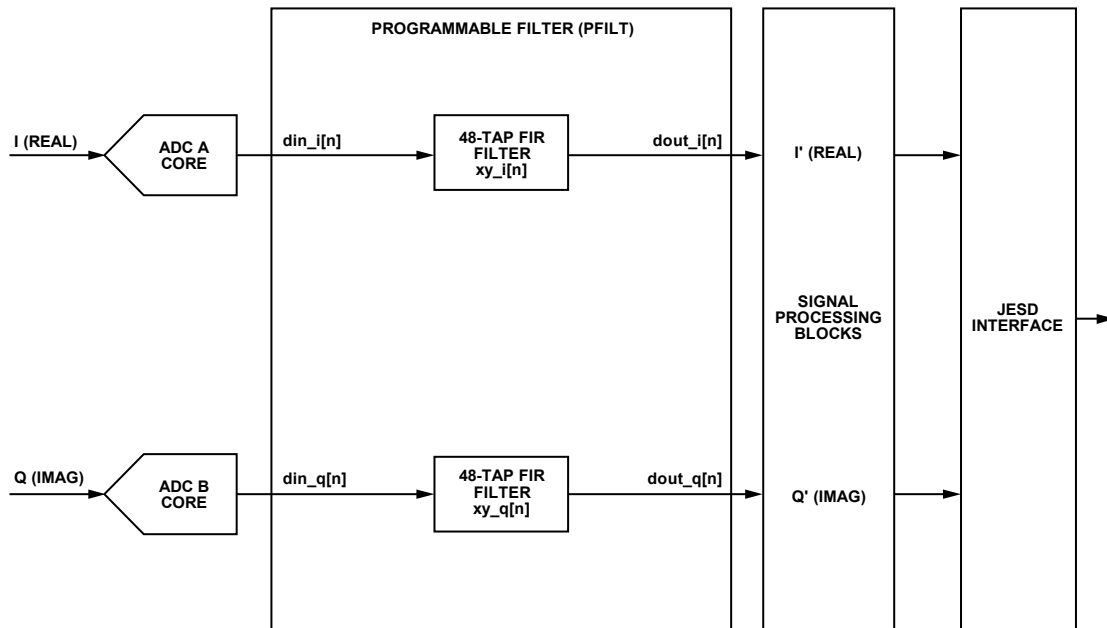 PROGRAMMABLE FILTER (PFILT)
I (REAL)
ADC A
CORE
din_i[n]
48-TAP FIR
FILTER
xy_i[n]
dout_i[n]
I' (REAL)
SIGNAL
PROCESSING
BLOCKS
JESD
INTERFACE
Q (IMAG)
ADC B
CORE
din_q[n]
48-TAP FIR
FILTER
xy_q[n]
dout_q[n]
Q' (IMAG)